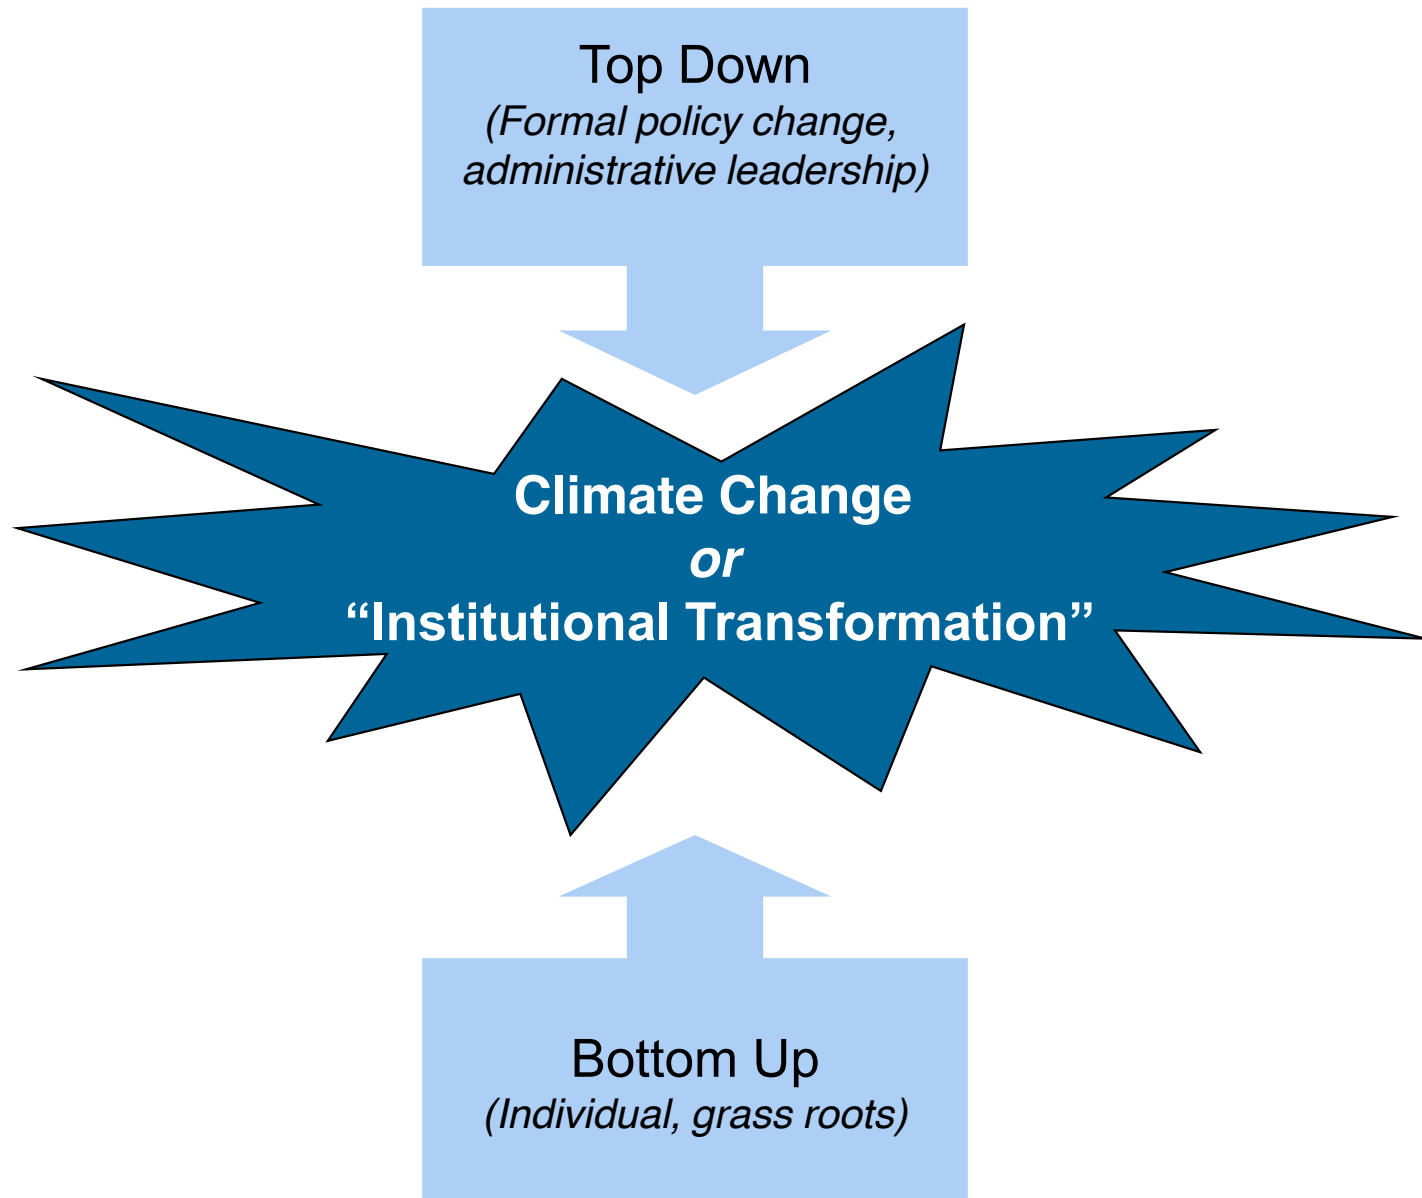 Top Down
(Formal policy change,
administrative leadership)
Climate Change
or
“Institutional Transformation”
Bottom Up
(Individual, grass roots)